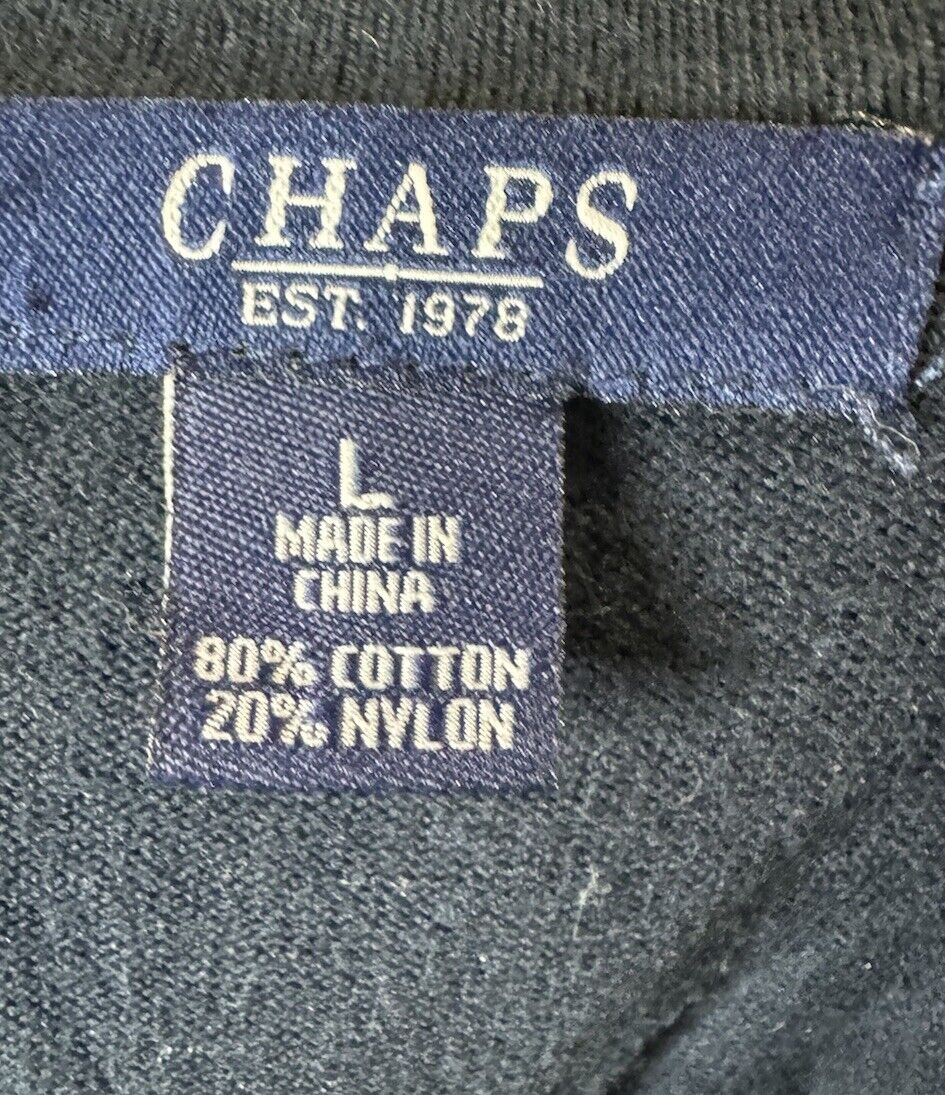 CHAPS
EST. 1978
L
MADE IN
CHINA
80% COTTON
20% NYLON